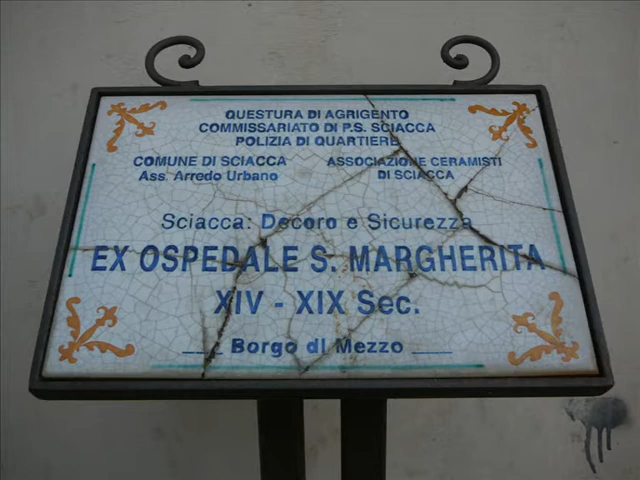 QUESTURA DI AGRIGENTO
COMMISSARIATO DI P.S. SCIACCA
POLIZIA DI QUARTIERE
COMUNE DI SCIACCA ASSOCIAZIONE CERAMISTI
Ass. Arredo Urbano DI SCIACCA
Sciacca: Decoro e Sicurezza
EX OSPEDALE S. MARGHERITA
XIV - XIX Sec.
Borgo di Mezzo